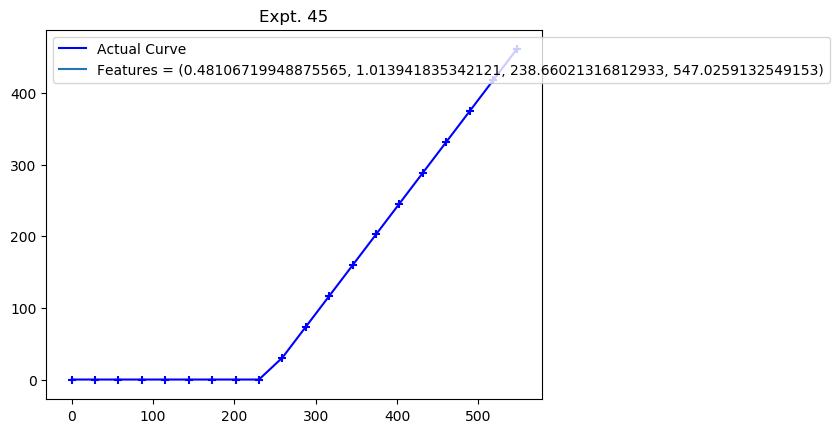 Expt. 45
Actual Curve
Features = (0.48106719948875565, 1.013941835342121, 238.66021316812933, 547.0259132549153)
400
300
200
100
0
0 100 200 300 400 500